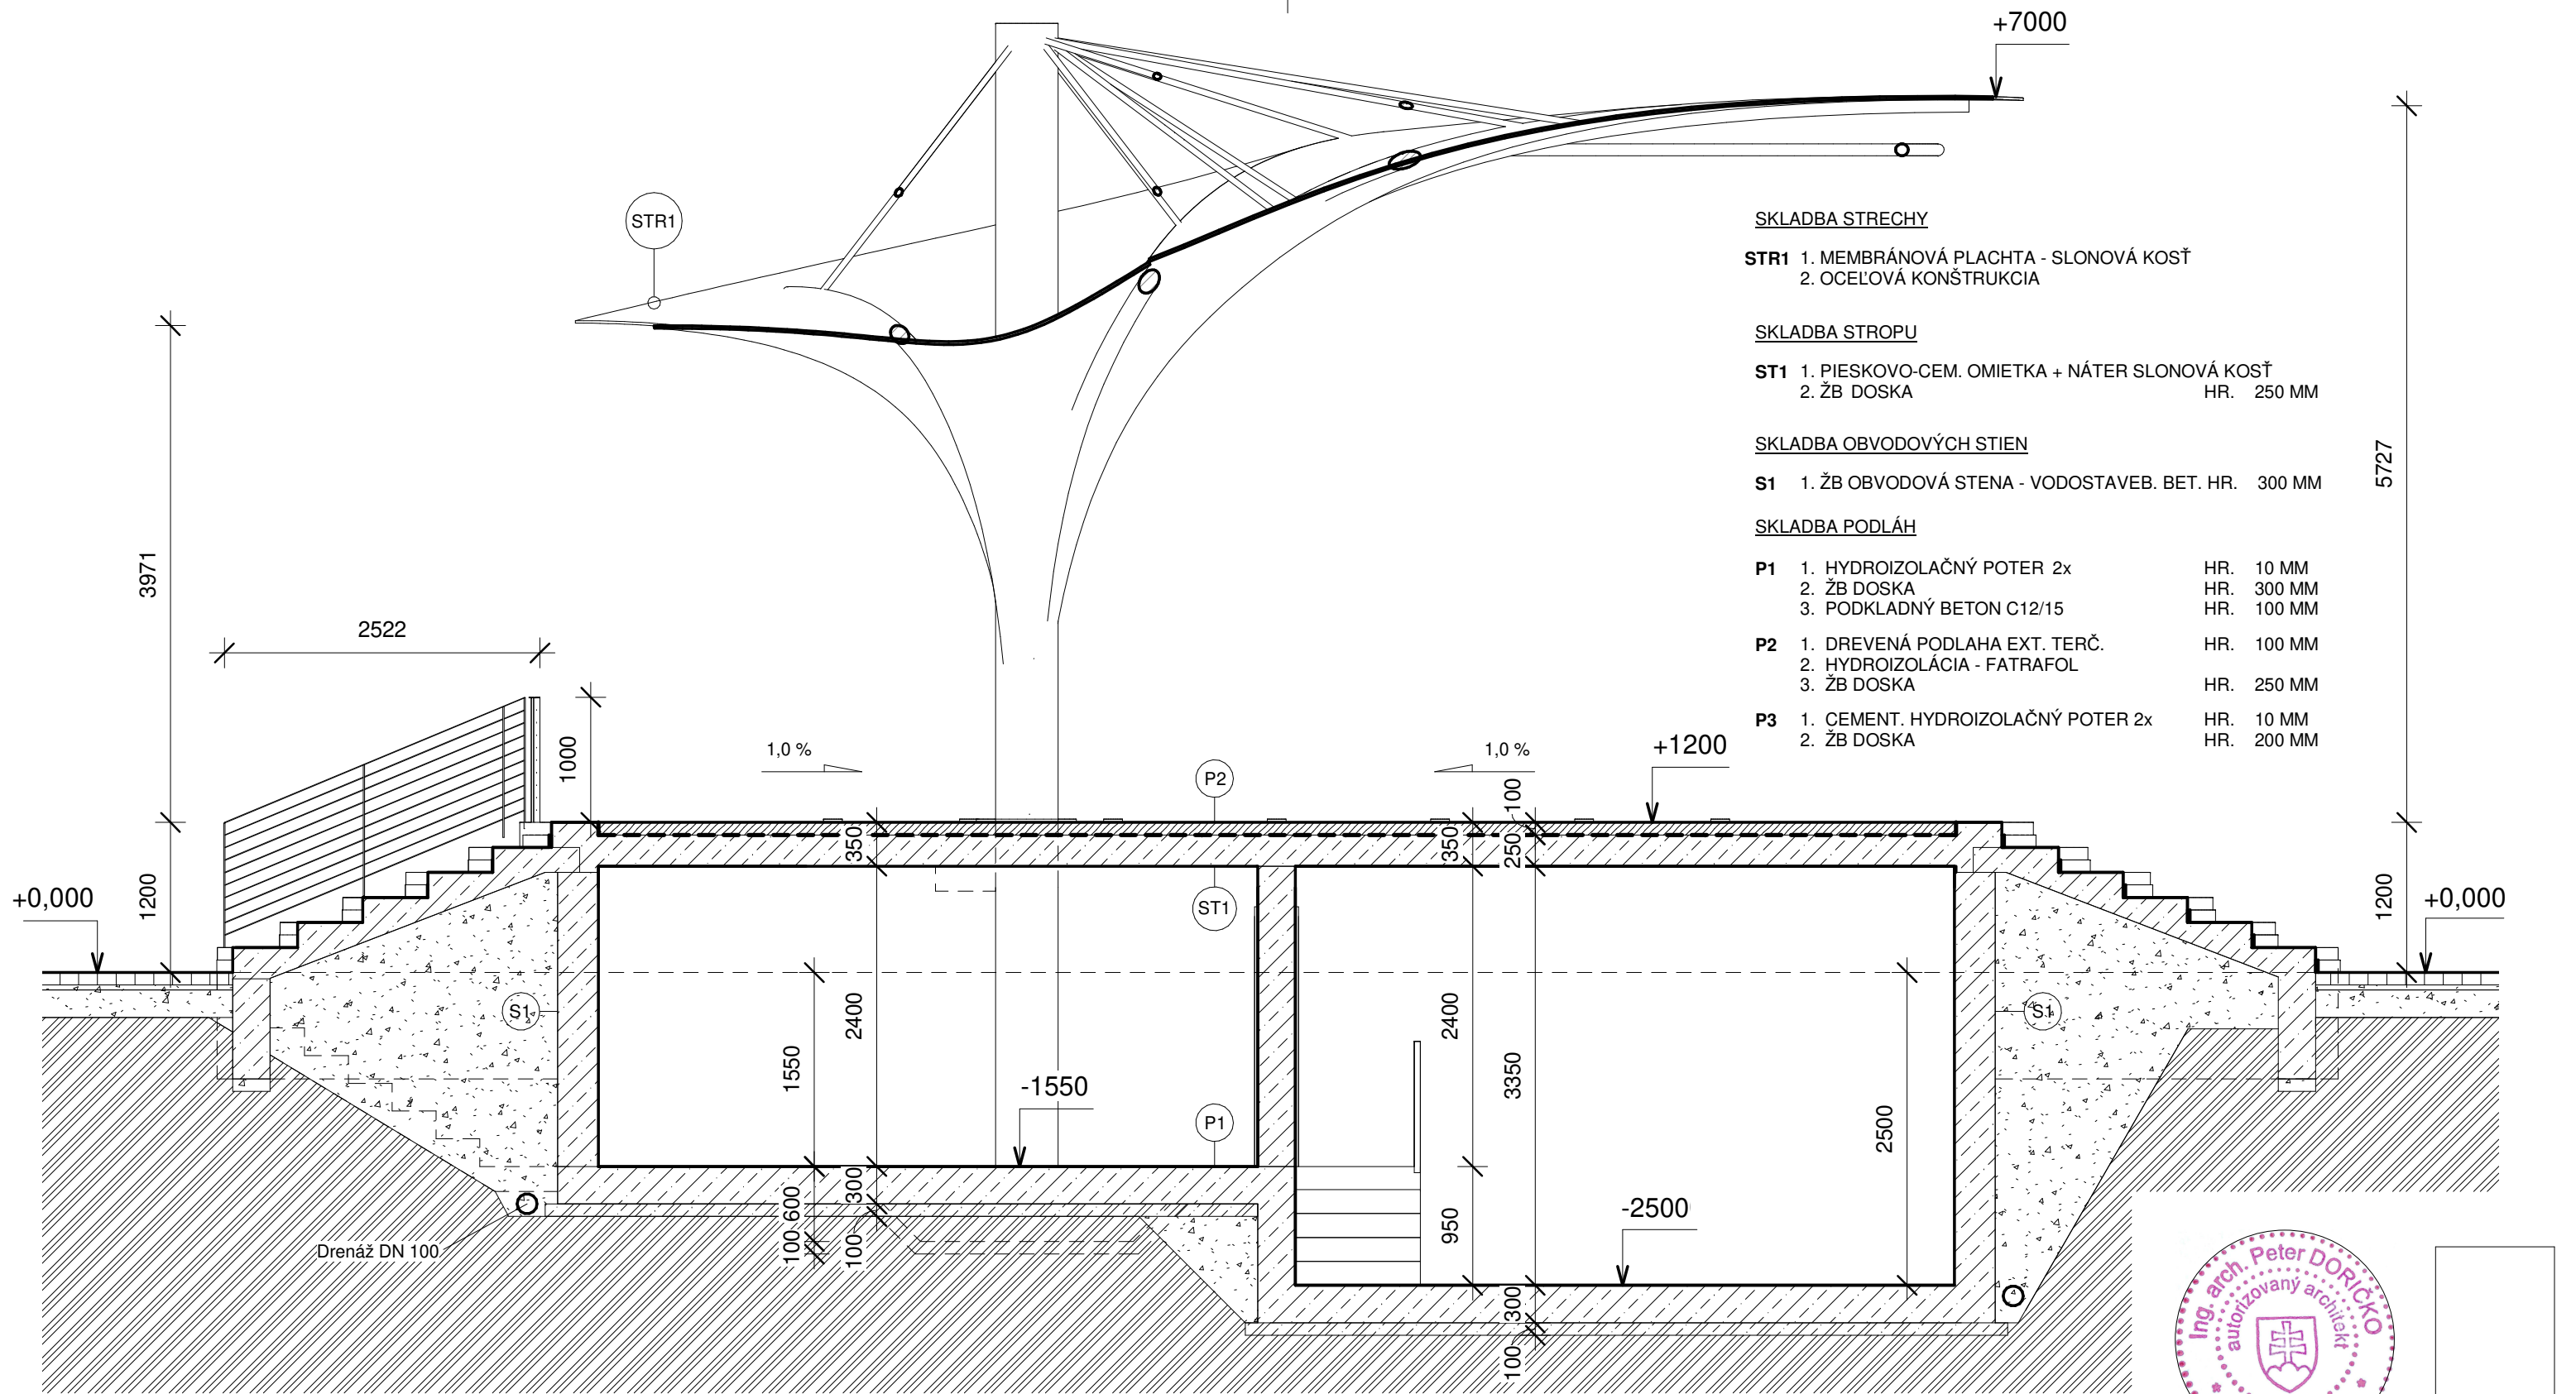 +7000
STR1
SKLADBA STRECHY
STR1 1. MEMBRÁNOVÁ PLACHTA - SLONOVÁ KOSŤ
2. OCEĽOVÁ KONŠTRUKCIA
SKLADBA STROPU
ST1 1. PIESKOVO-CEM. OMIETKA + NÁTER SLONOVÁ KOSŤ
2. ŽB DOSKA HR. 250 MM
SKLADBA OBVODOVÝCH STIEN
S1 1. ŽB OBVODOVÁ STENA - VODOSTAVEB. BET. HR. 300 MM
SKLADBA PODLÁH
P1 1. HYDROIZOLAČNÝ POTER 2x HR. 10 MM
2. ŽB DOSKA HR. 300 MM
3. PODKLADNÝ BETON C12/15 HR. 100 MM
P2 1. DREVENÁ PODLAHA EXT. TERČ. HR. 100 MM
2. HYDROIZOLÁCIA - FATRAFOL
3. ŽB DOSKA HR. 250 MM
P3 1. CEMENT. HYDROIZOLAČNÝ POTER 2x HR. 10 MM
2. ŽB DOSKA HR. 200 MM
5727
3971
2522
1000
1,0 %
P2
1,0 %
+1200
100
350
350
250
+0,000
1200
ST1
1200
+0,000
S1
2400
2400
S1
1550
-1550
3350
P1
2500
300
600
100
100
950
-2500
Drenáž DN 100
300
100
Ing. arch. Peter DORIČKO
autorizovaný architekt